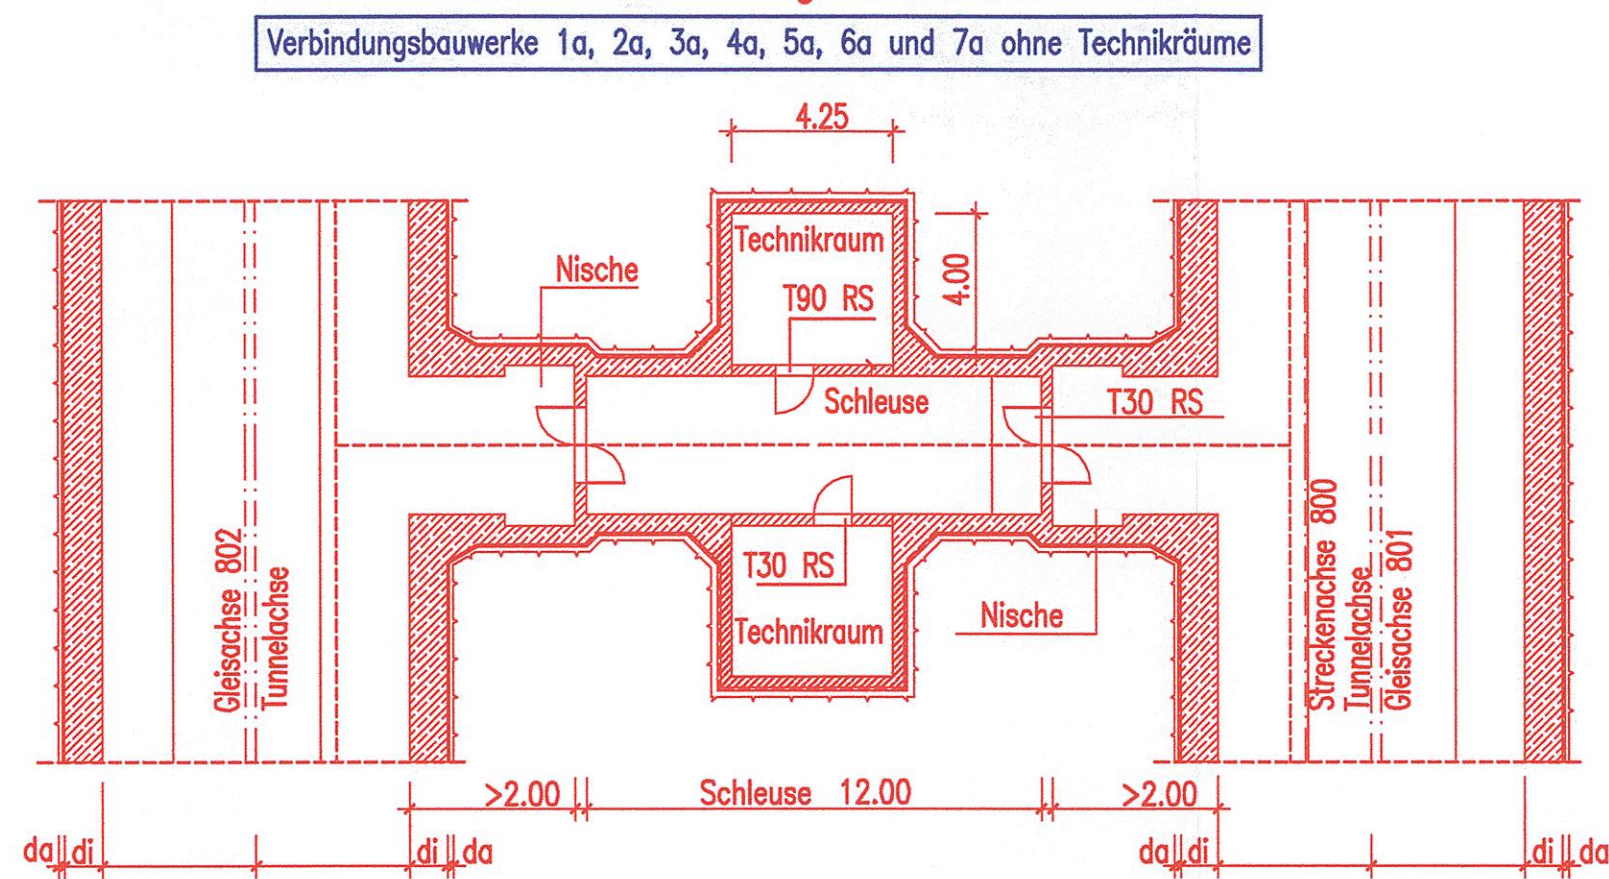 Verbindungsbauwerke 1a, 2a, 3a, 4a, 5a, 6a und 7a ohne Technikräume
4.25
Technikraum
Nische
T90 RS
4.00
Schleuse
T30 RS
T30 RS
Technikraum
Nische
Gleisachse 802
Tunnelachse
Streckenachse 800
Tunnelachse
Gleisachse 801
>2.00
Schleuse 12.00
>2.00
da di
di da
da di
di da